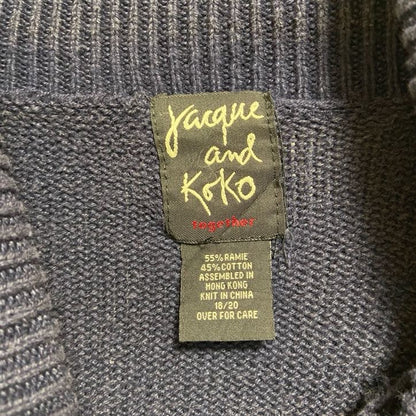 Jacque
and
Koko
together
55% RAMIE
45% COTTON
ASSEMBLED IN
HONG KONG
KNIT IN CHINA
18/20
OVER FOR CARE